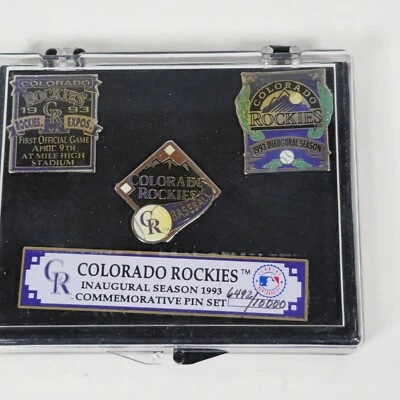 COLORADO
ROCKIES
19 93
CR
ROCKIES VS. EXPOS
FIRST OFFICIAL GAME
APRIL 9TH
AT MILE HIGH
STADIUM
COLORADO
ROCKIES
1993 INAUGURAL SEASON
COLORADO
ROCKIES
BASEBALL
CR
CR
COLORADO ROCKIES™
INAUGURAL SEASON 1993
COMMEMORATIVE PIN SET 6492/10000